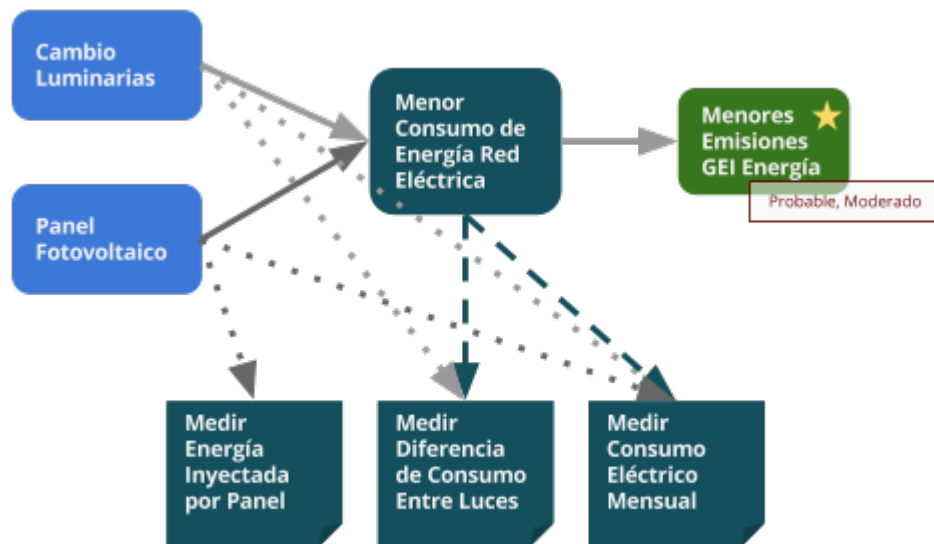 Cambio
Luminarias
Menor
Consumo de
Energía Red
Eléctrica
Menores
Emisiones
GEI Energía
Probable, Moderado
Panel
Fotovoltaico
Medir
Energía
Inyectada
por Panel
Medir
Diferencia
de Consumo
Entre Luces
Medir
Consumo
Eléctrico
Mensual